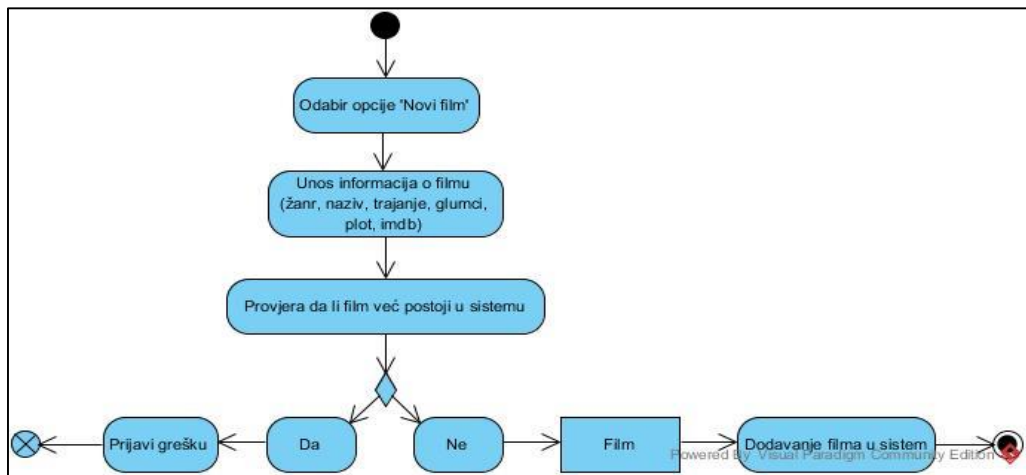 Odabir opcije 'Novi film'
Unos informacija o filmu
(žanr, naziv, trajanje, glumci,
plot, imdb)
Provjera da li film već postoji u sistemu
Prijavi grešku
Da
Ne
Film
Dodavanje filma u sistem
Powered By Visual Paradigm Community Edition